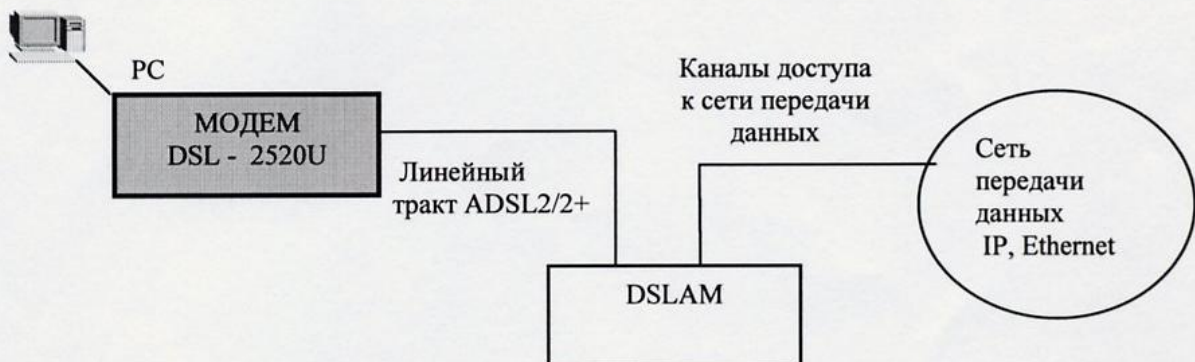 PC
МОДЕМ
DSL - 2520U
Линейный
тракт ADSL2/2+
Каналы доступа
к сети передачи
данных
Сеть
передачи
данных
IP, Ethernet
DSLAM